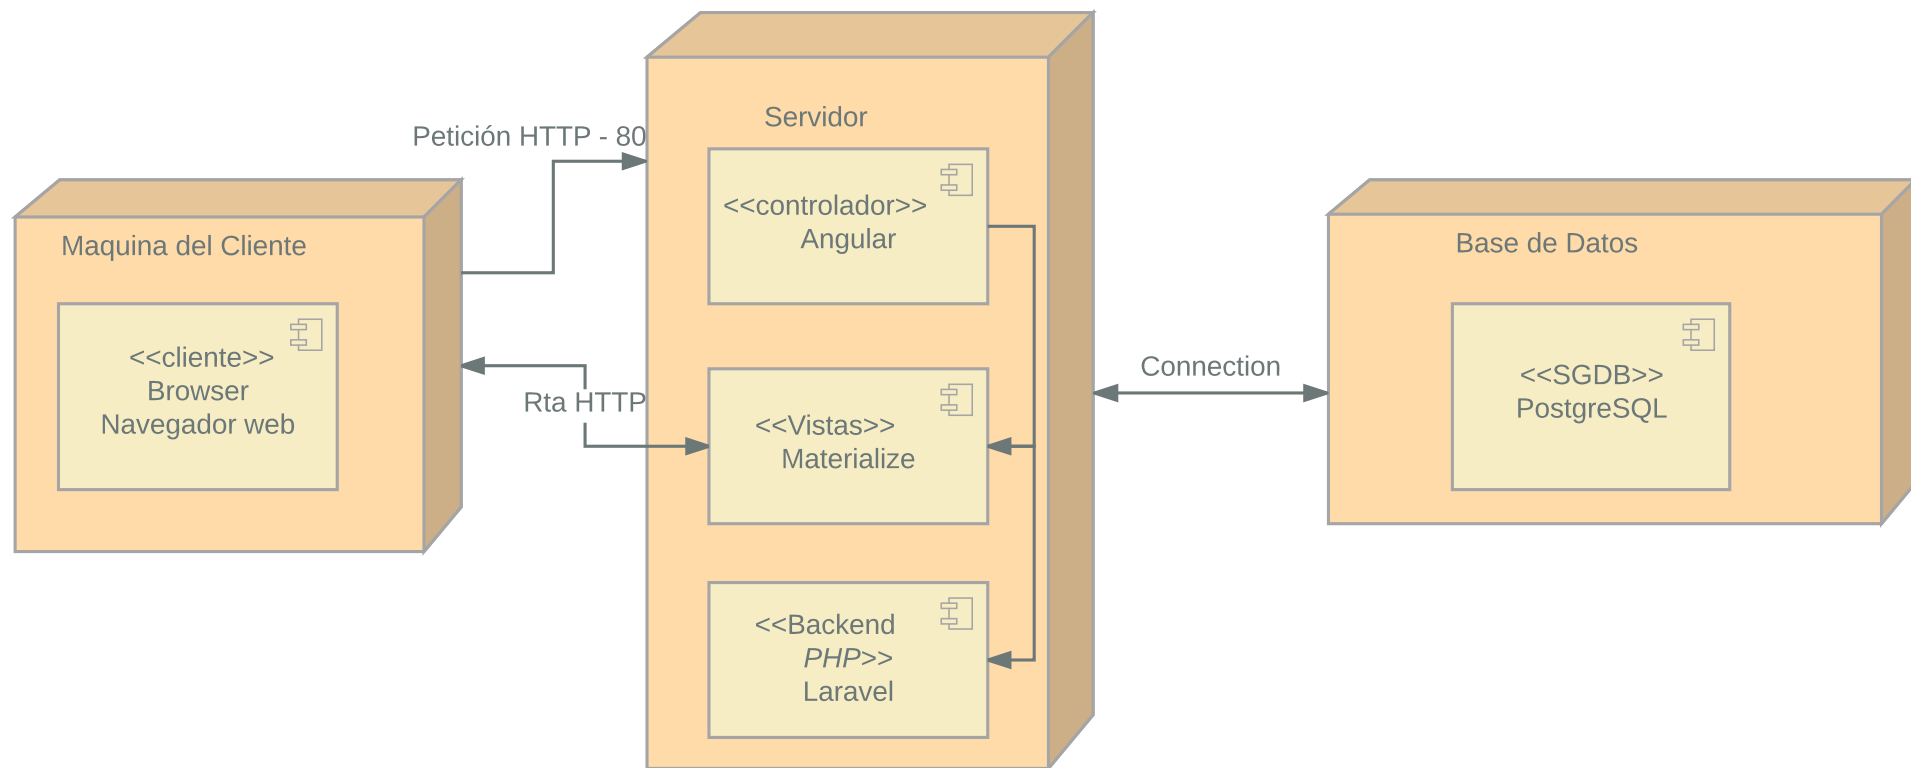 Petición HTTP - 80
Maquina del Cliente
<<cliente>>
Browser
Navegador web
Rta HTTP
Servidor
<<controlador>>
Angular
<<Vistas>>
Materialize
<<Backend
PHP>>
Laravel
Connection
Base de Datos
<<SGDB>>
PostgreSQL